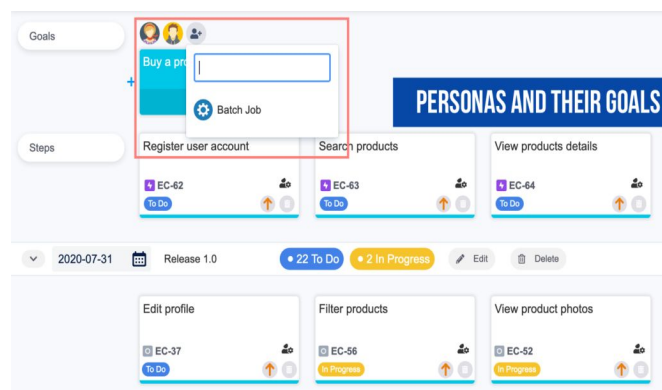 Goals
Buy a pro
Batch Job
PERSONAS AND THEIR GOALS
Steps
Register user account
Search products
View products details
EC-62
EC-63
EC-64
To Do
To Do
To Do
2020-07-31
Release 1.0
22 To Do
2 In Progress
Edit
Delete
Edit profile
Filter products
View product photos
EC-37
EC-56
EC-52
To Do
In Progress
In Progress